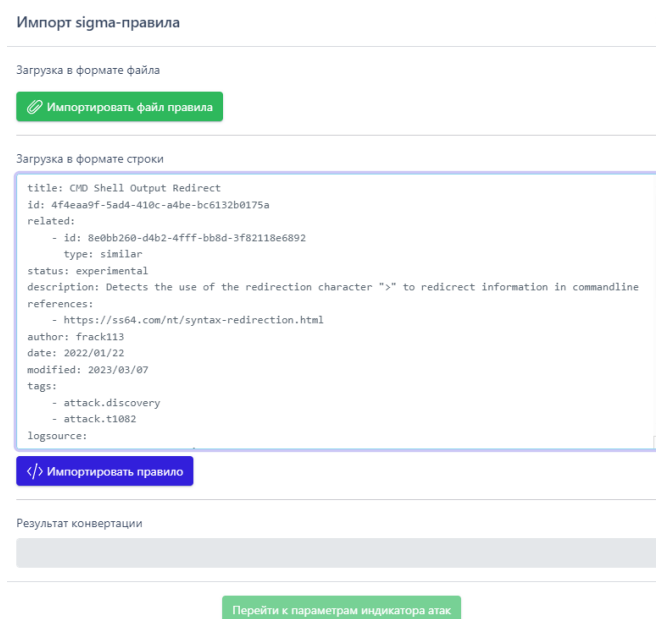 Импорт sigma-правила
Загрузка в формате файла
Импортировать файл правила
Загрузка в формате строки
title: CMD Shell Output Redirect
id: 4f4eaa9f-5ad4-410c-a4be-bc6132b0175a
related:
    - id: 8e0bb260-d4b2-4fff-bb8d-3f82118e6892
      type: similar
status: experimental
description: Detects the use of the redirection character ">" to redicrect information in commandline
references:
    - https://ss64.com/nt/syntax-redirection.html
author: frack113
date: 2022/01/22
modified: 2023/03/07
tags:
    - attack.discovery
    - attack.t1082
logsource:
</> Импортировать правило
Результат конвертации
Перейти к параметрам индикатора атак